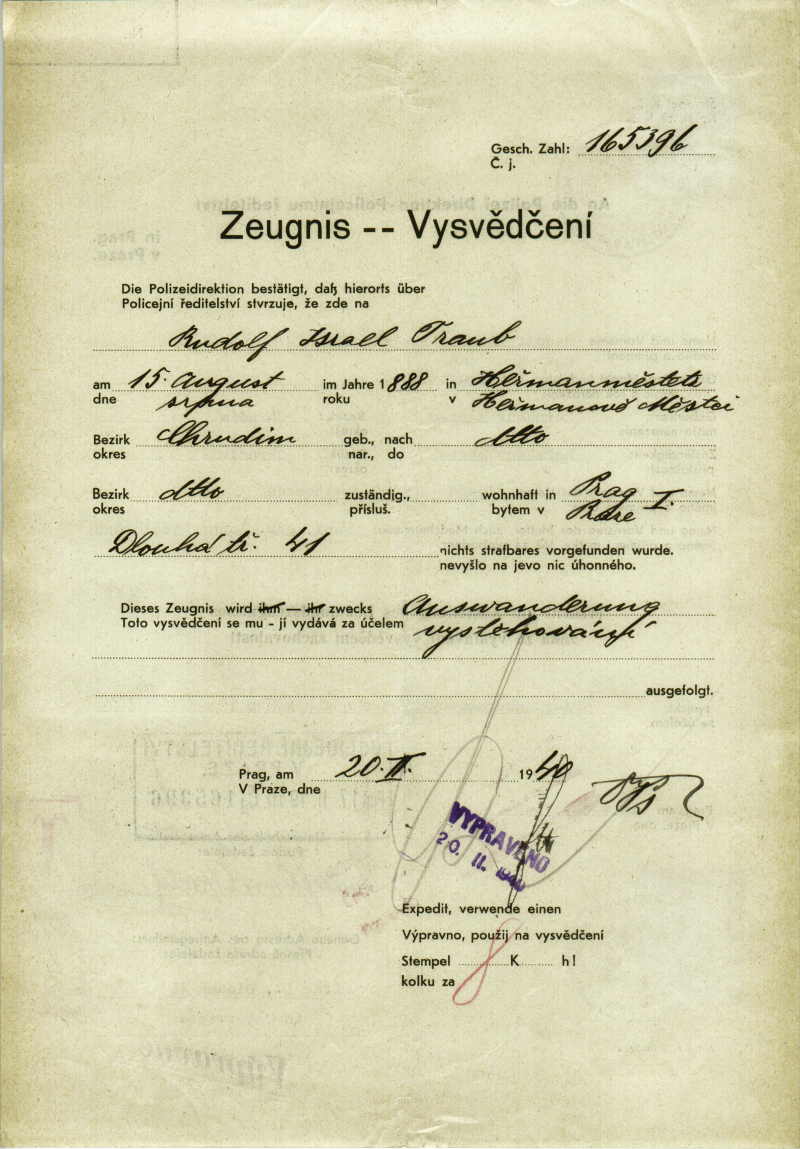 Gesch. Zahl: 165396
Č. j.
Zeugnis -- Vysvědčení
Die Polizeidirektion bestätigt, daß hierorts über
Policejní ředitelství stvrzuje, že zde na
Rudolf Israel Traub
am 15. August im Jahre 1888 in Heřmanměstetz
dne srpna roku v Heřmanově Městci
Bezirk Chrudim geb., nach dtto
okres nar., do
Bezirk dtto zuständig., wohnhaft in Prag I.
okres přísluš. bytem v Praze
Dlouhá tř. 41 nichts strafbares vorgefunden wurde.
nevyšlo na jevo nic úhonného.
Dieses Zeugnis wird ihm — ihr zwecks Auswanderung
Toto vysvědčení se mu - jí vydává za účelem vystěhování
ausgefolgt.
Prag, am 20. II. 1940
V Praze, dne
VYPRAVENO
20. II. 1940
Expedit, verwende einen
Výpravno, použij na vysvědčení
Stempel 8 K h!
kolku za